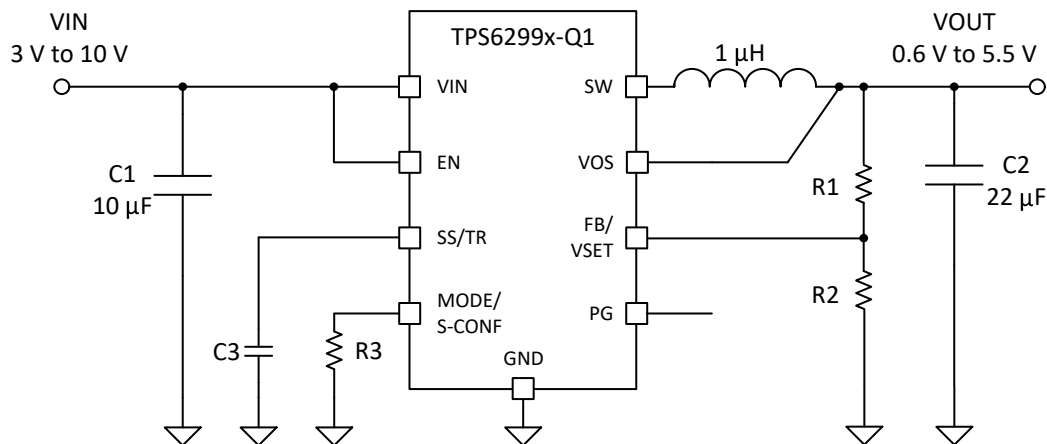 VIN
3 V to 10 V
TPS6299x-Q1
VOUT
0.6 V to 5.5 V
1 µH
VIN
SW
EN
VOS
C1
10 µF
R1
C2
22 µF
SS/TR
FB/
VSET
MODE/
S-CONF
PG
R2
C3
R3
GND